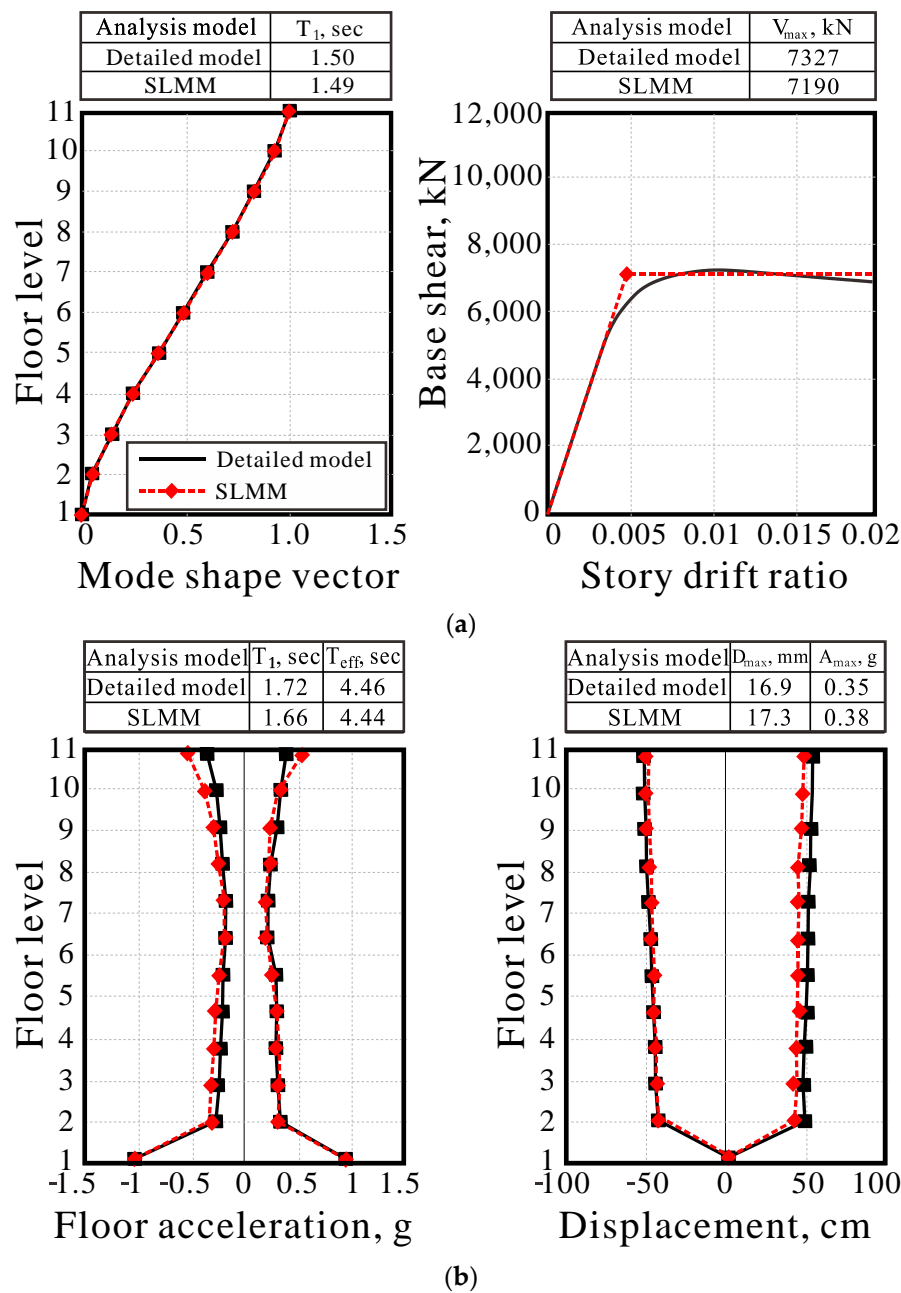 Analysis model T1, sec
Detailed model 1.50
SLMM 1.49
Analysis model Vmax, kN
Detailed model 7327
SLMM 7190
11
10
9
8
7
6
5
4
3
2
1
Floor level
Detailed model
SLMM
0 0.5 1.0 1.5
Mode shape vector
12,000
10,000
8,000
6,000
4,000
2,000
0
Base shear, kN
0 0.005 0.01 0.015 0.02
Story drift ratio
(a)
Analysis model T1, sec Teff, sec
Detailed model 1.72 4.46
SLMM 1.66 4.44
Analysis model Dmax, mm Amax, g
Detailed model 16.9 0.35
SLMM 17.3 0.38
11
10
9
8
7
6
5
4
3
2
1
Floor level
-1.5 -1 -0.5 0 0.5 1 1.5
Floor acceleration, g
11
10
9
8
7
6
5
4
3
2
1
Floor level
-100 -50 0 50 100
Displacement, cm
(b)